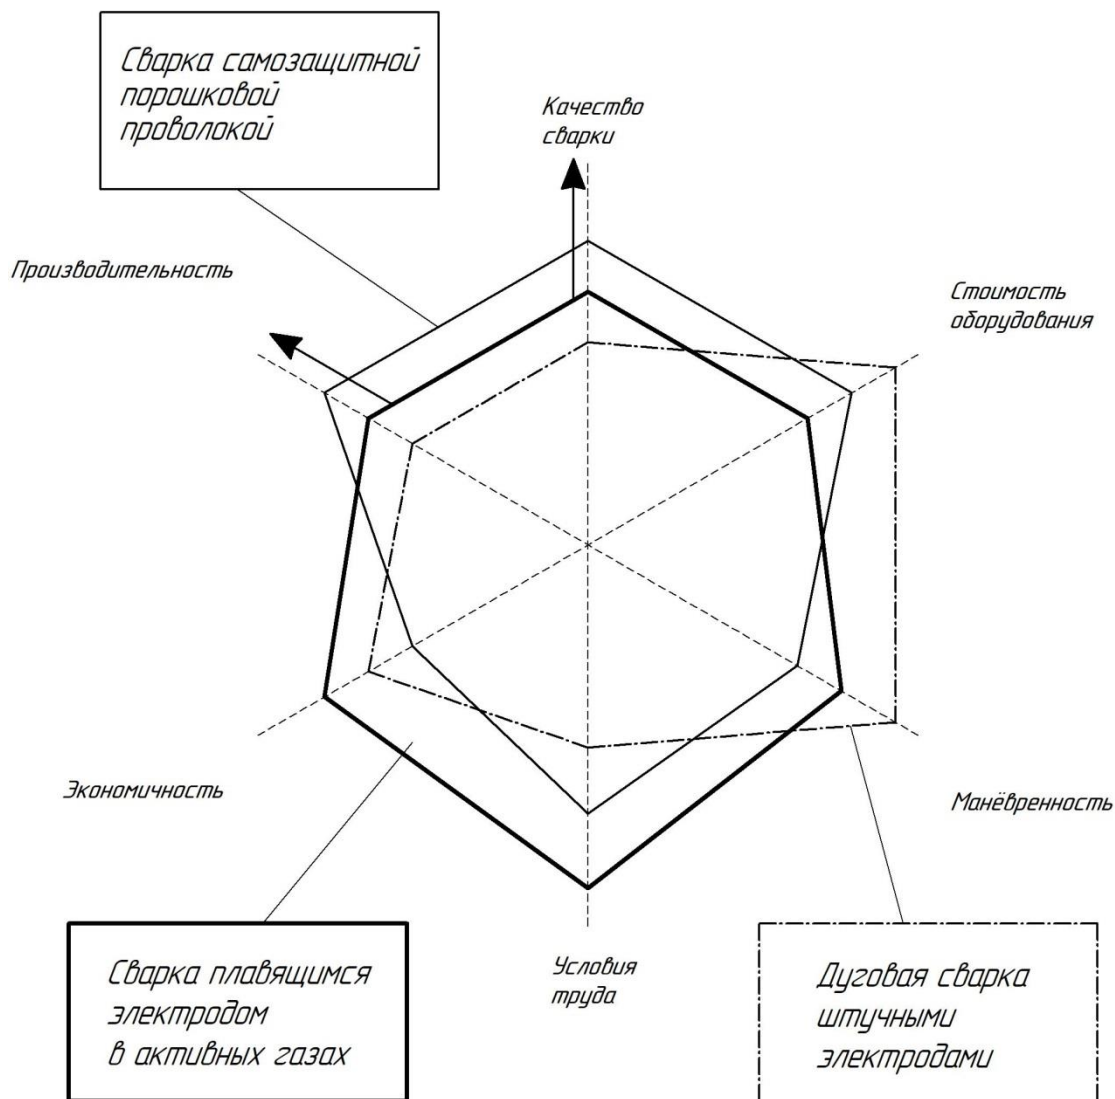 Сварка самозащитной
порошковой
проволокой
Качество
сварки
Производительность
Стоимость
оборудования
Экономичность
Манёвренность
Условия
труда
Сварка плавящимся
электродом
в активных газах
Дуговая сварка
штучными
электродами